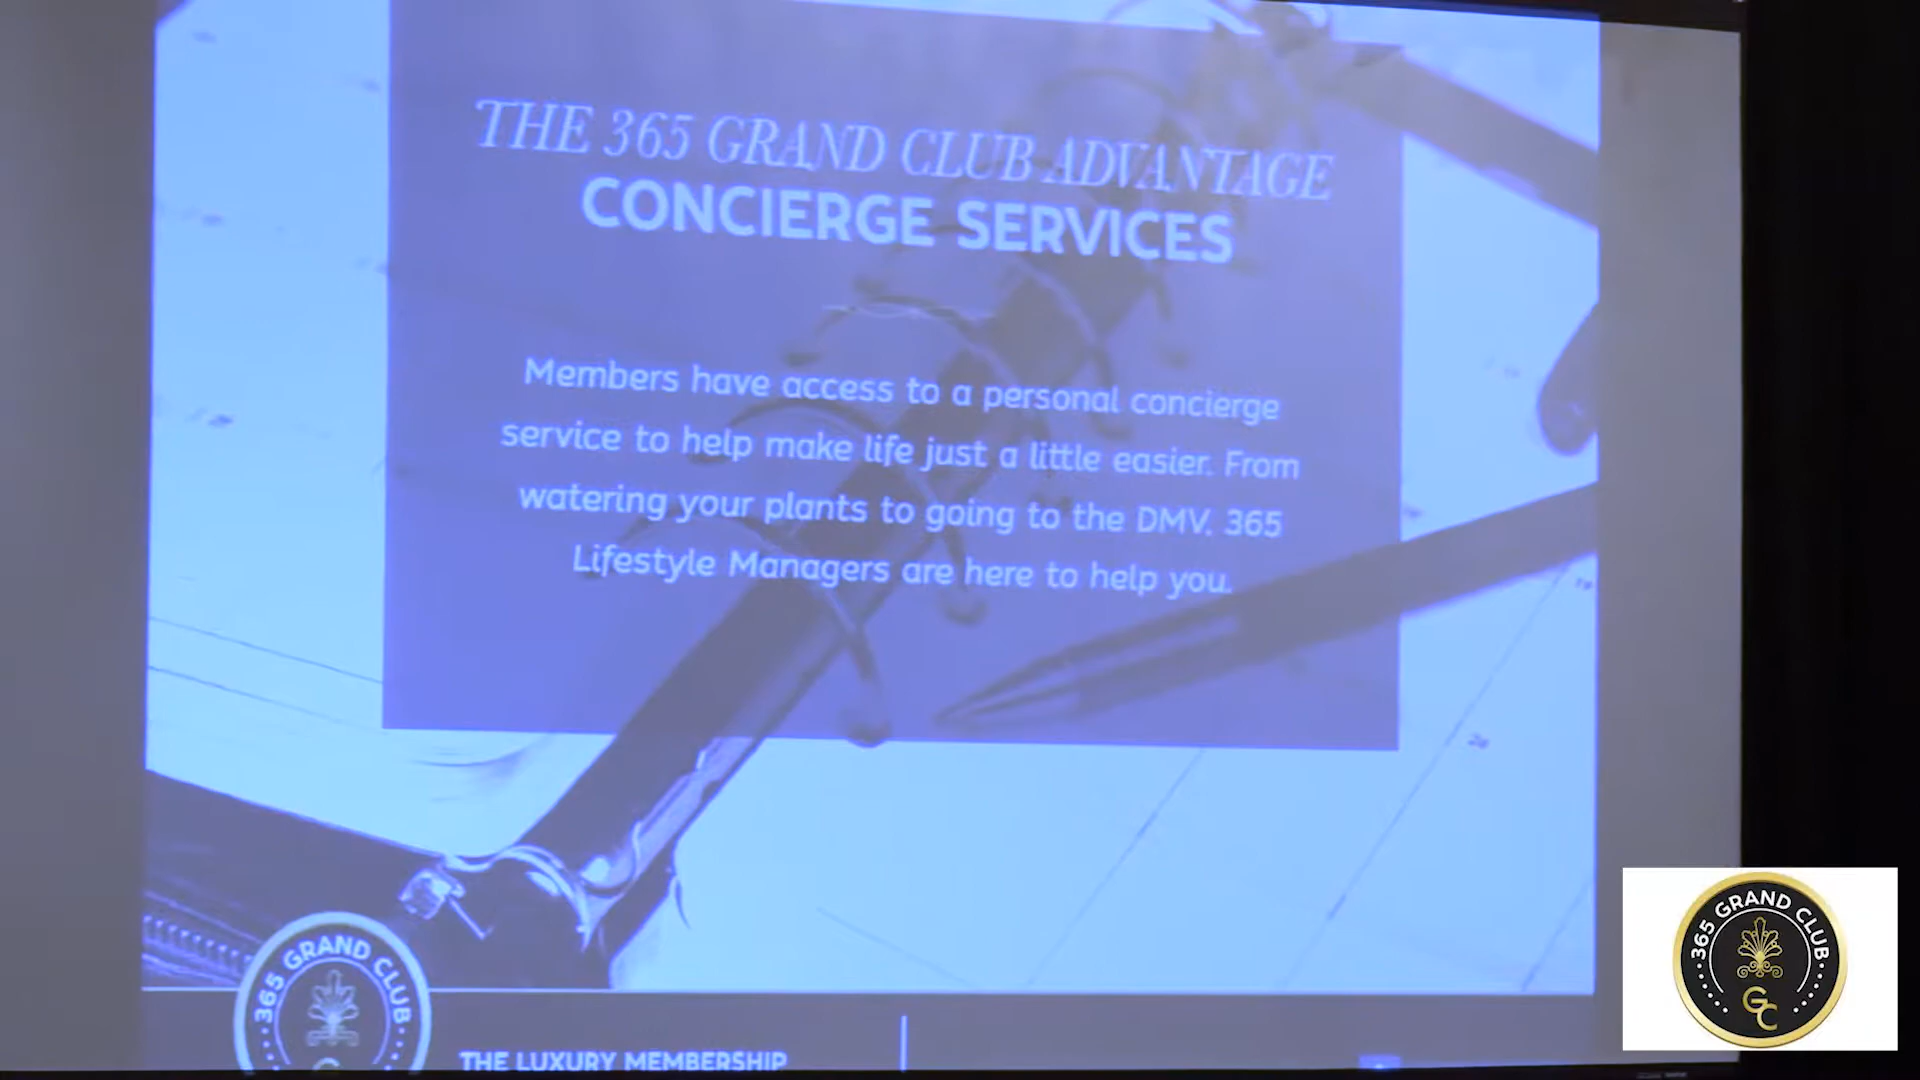 THE 365 GRAND CLUB ADVANTAGE
CONCIERGE SERVICES
Members have access to a personal concierge
service to help make life just a little easier. From
watering your plants to going to the DMV. 365
Lifestyle Managers are here to help you.
365 GRAND CLUB
THE LUXURY MEMBERSHIP
365 GRAND CLUB
GC